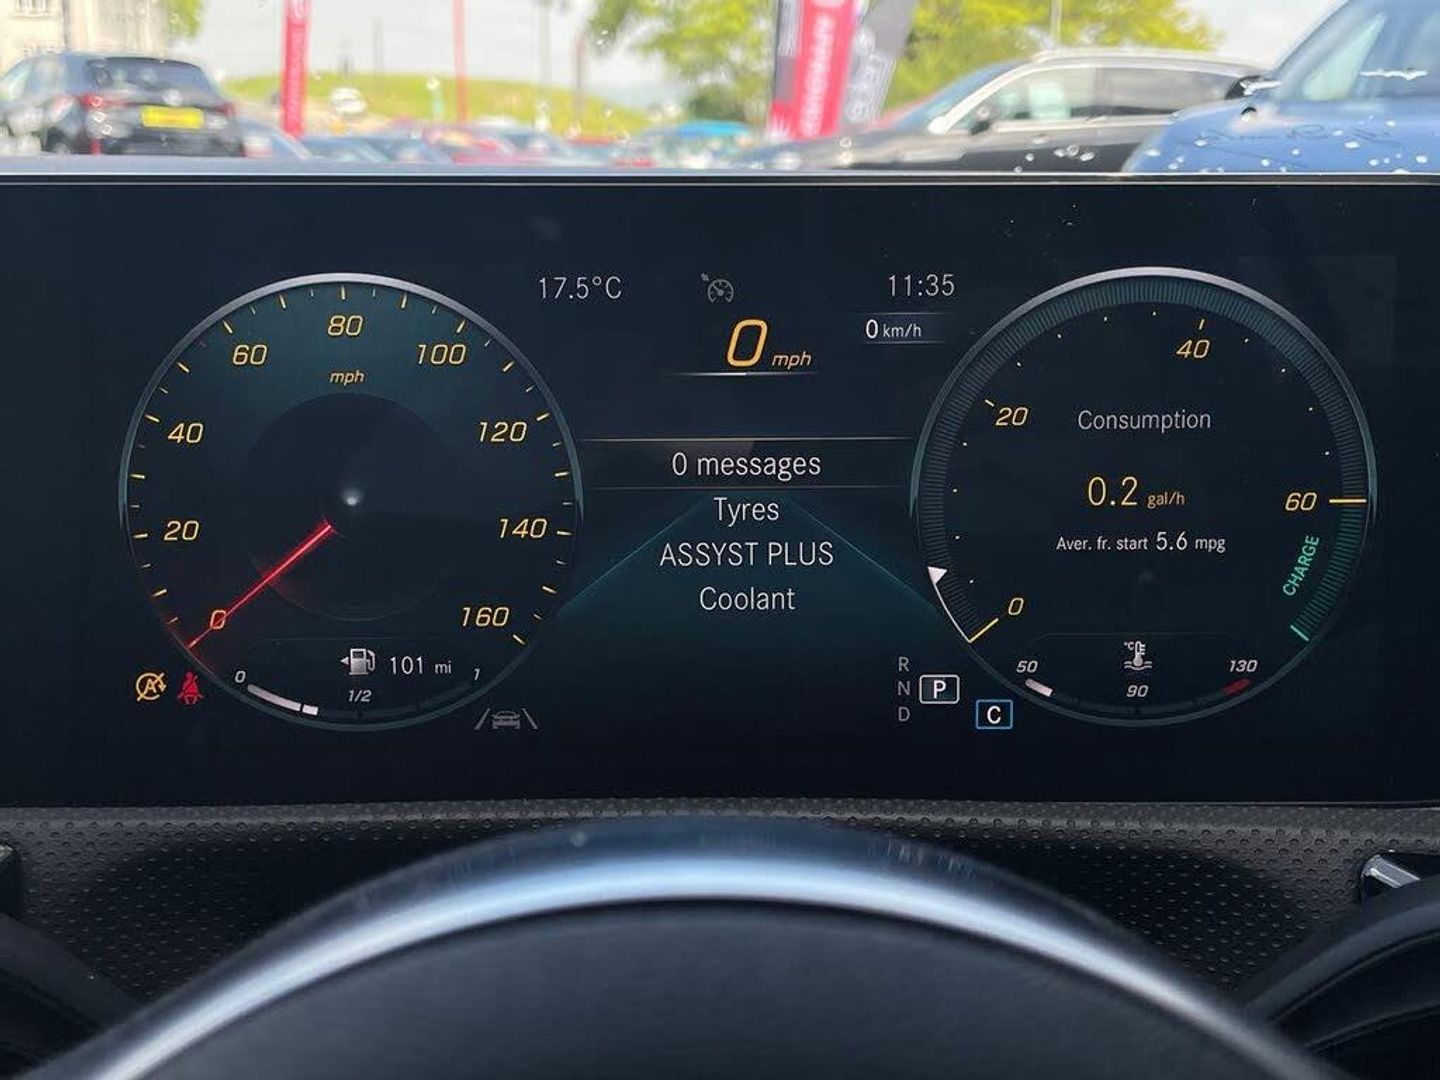 17.5°C
11:35
0 mph
0 km/h
0 messages
Tyres
ASSYST PLUS
Coolant
0
20
40
60
80
100
120
140
160
mph
101 mi
0
1/2
1
0
20
40
60
Consumption
0.2 gal/h
Aver. fr. start 5.6 mpg
CHARGE
°C
50
90
130
R
N P
D
C
A